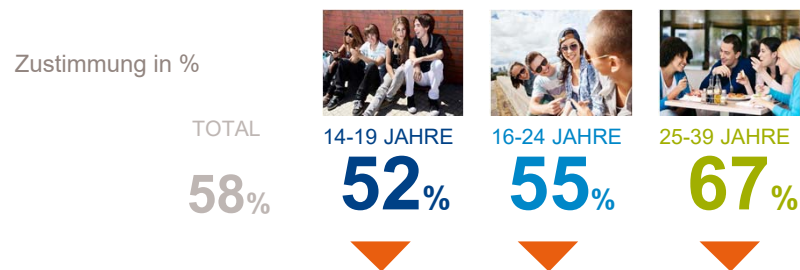 Zustimmung in %
TOTAL
58%
14-19 JAHRE
52%
16-24 JAHRE
55%
25-39 JAHRE
67%